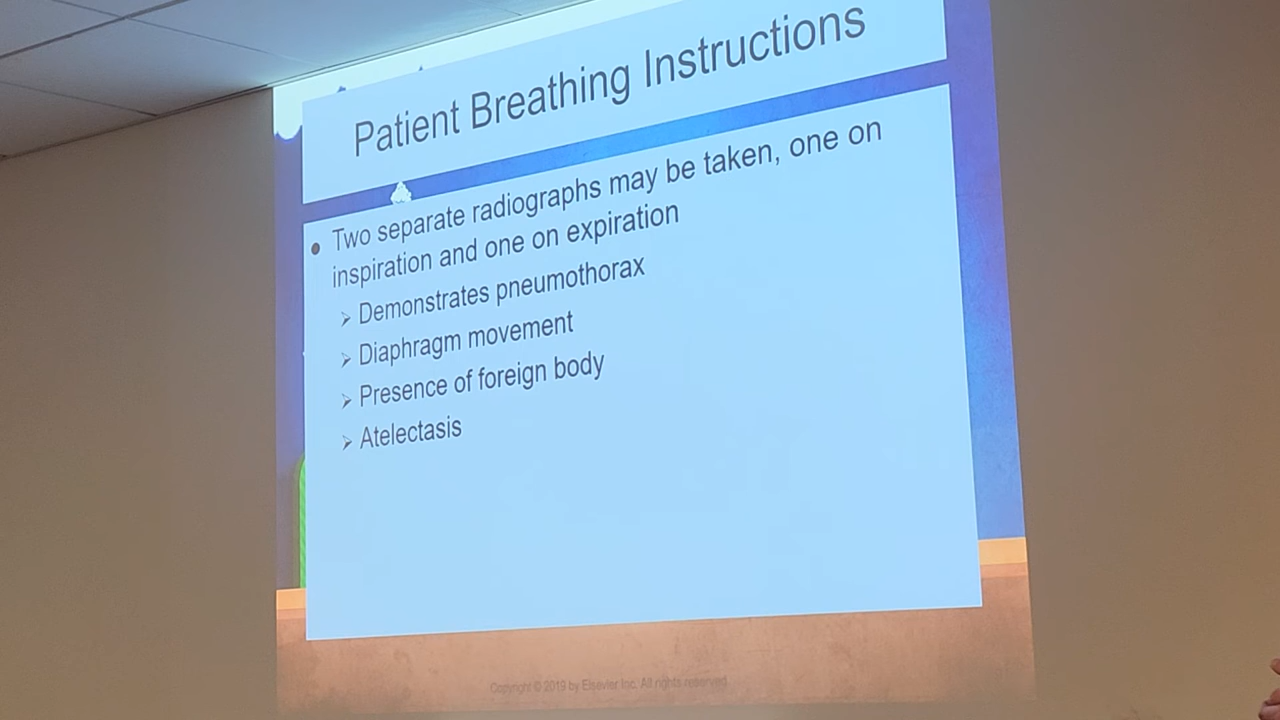 Patient Breathing Instructions
• Two separate radiographs may be taken, one on
inspiration and one on expiration
➢ Demonstrates pneumothorax
➢ Diaphragm movement
➢ Presence of foreign body
➢ Atelectasis
Copyright © 2019 by Elsevier Inc. All rights reserved.